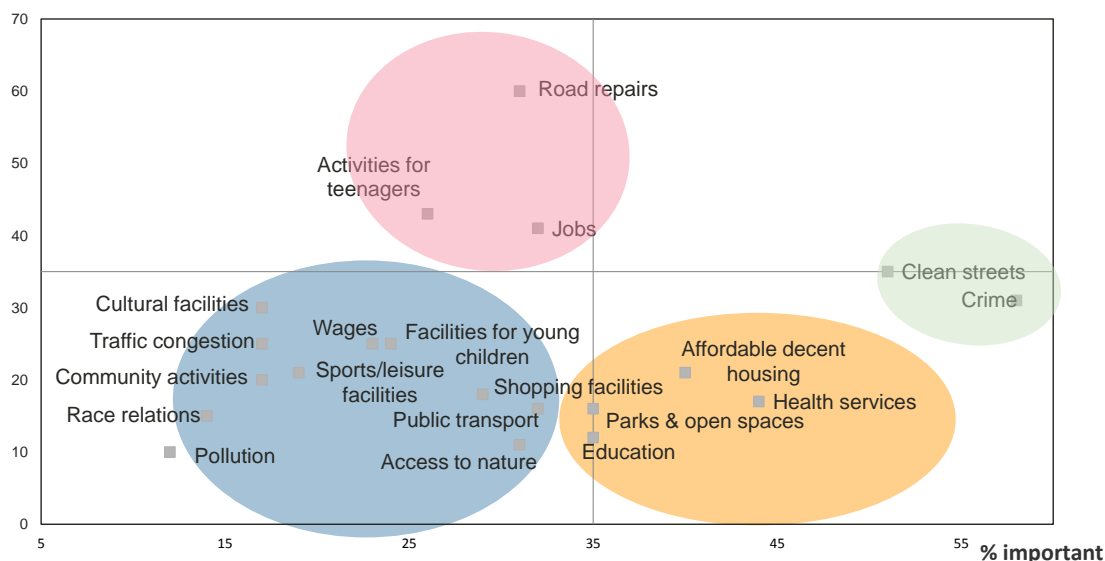 70
60
50
40
30
20
10
0
Road repairs
Activities for
teenagers
Jobs
Clean streets
Crime
Cultural facilities
Traffic congestion
Community activities
Race relations
Pollution
Wages
Facilities for young
children
Sports/leisure
facilities
Shopping facilities
Public transport
Access to nature
Affordable decent
housing
Health services
Parks & open spaces
Education
5
15
25
35
45
55
% important